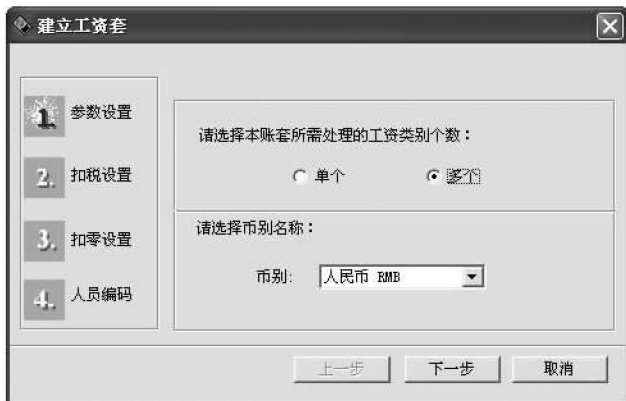 建立工资套
1. 参数设置
2. 扣税设置
3. 扣零设置
4. 人员编码
请选择本账套所需处理的工资类别个数：
单个 多个
请选择币别名称：
币别: 人民币 RMB
上一步 下一步 取消